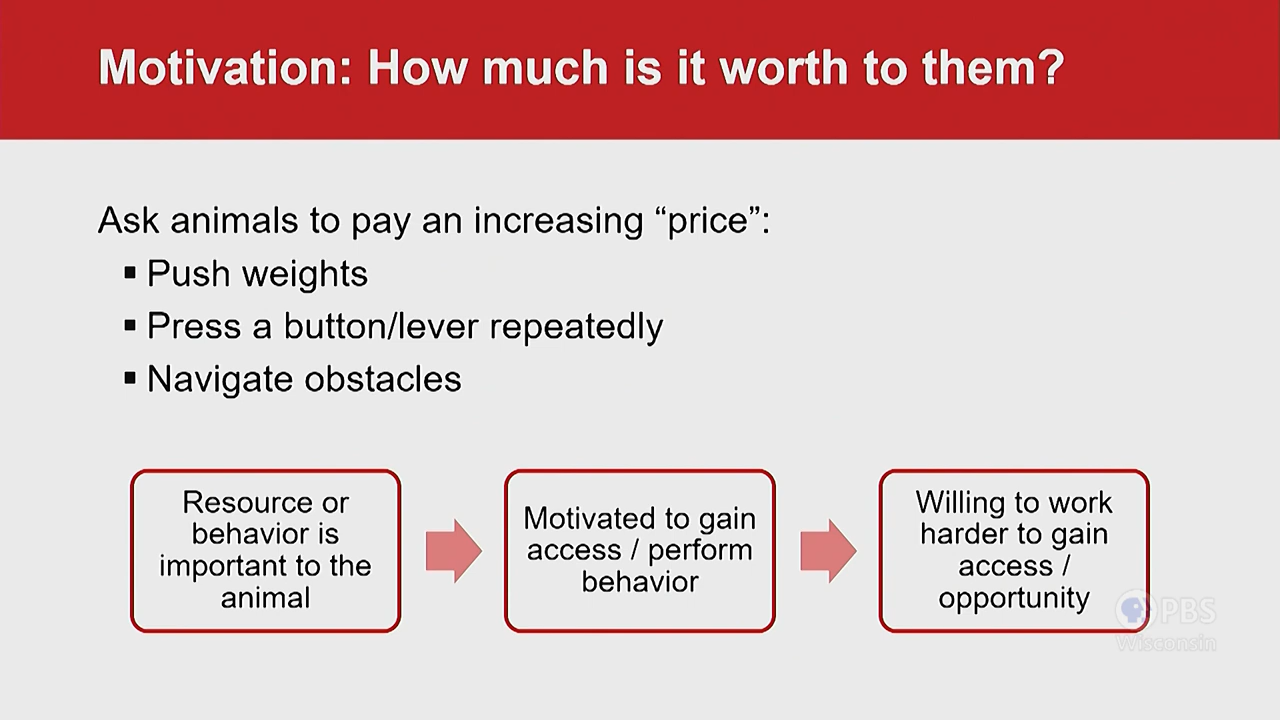 Motivation: How much is it worth to them?
Ask animals to pay an increasing “price”:
▪ Push weights
▪ Press a button/lever repeatedly
▪ Navigate obstacles
Resource or
behavior is
important to the
animal
Motivated to gain
access / perform
behavior
Willing to work
harder to gain
access /
opportunity
PBS
Wisconsin